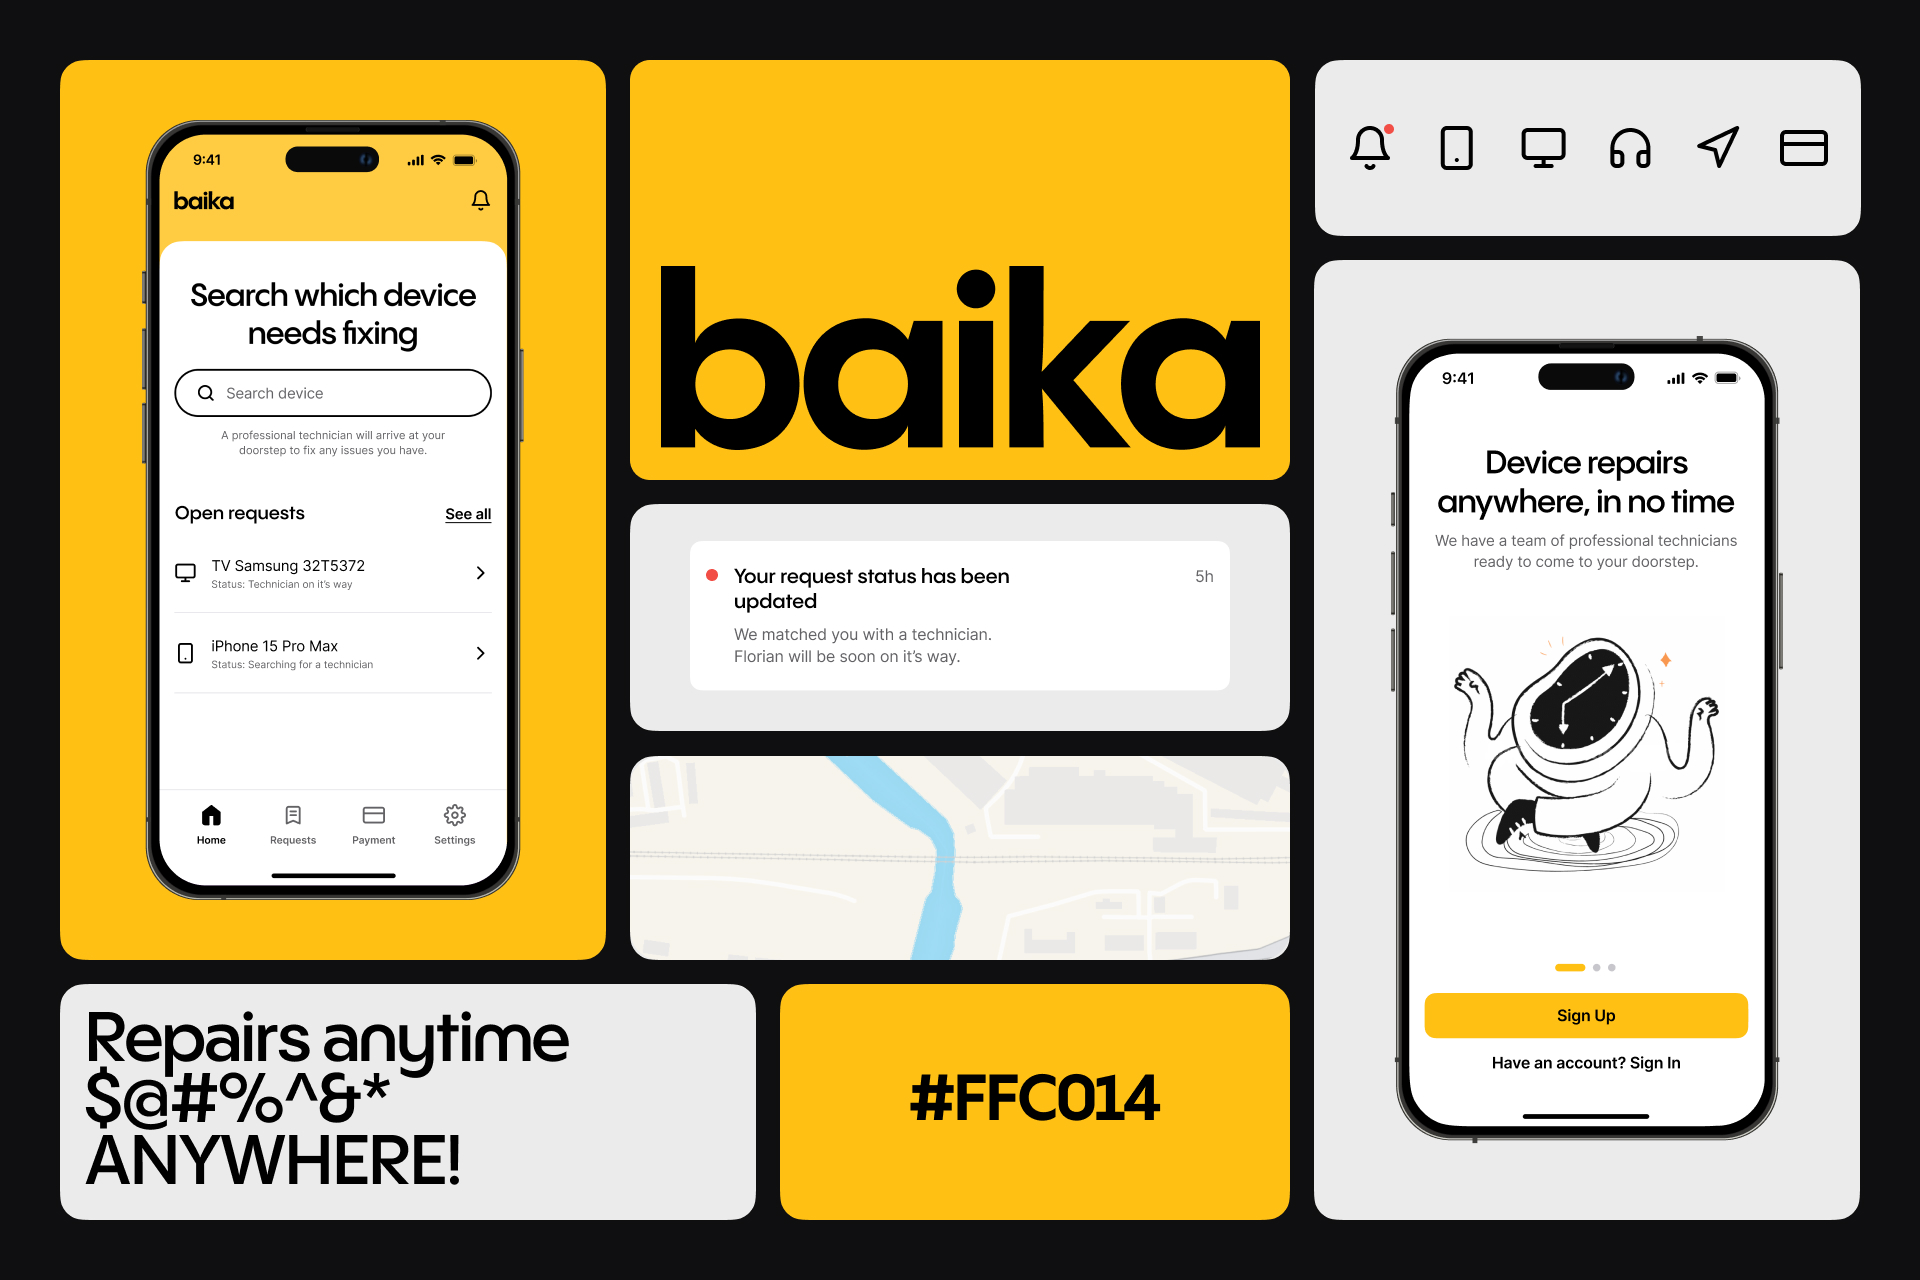 9:41
baika
Search which device
needs fixing
Search device
A professional technician will arrive at your
doorstep to fix any issues you have.
Open requests
See all
TV Samsung 32T5372
Status: Technician on it's way
iPhone 15 Pro Max
Status: Searching for a technician
Home
Requests
Payment
Settings
baika
Your request status has been
updated
5h
We matched you with a technician.
Florian will be soon on it's way.
9:41
Device repairs
anywhere, in no time
We have a team of professional technicians
ready to come to your doorstep.
Sign Up
Have an account? Sign In
Repairs anytime
$@#%^&*
ANYWHERE!
#FFC014